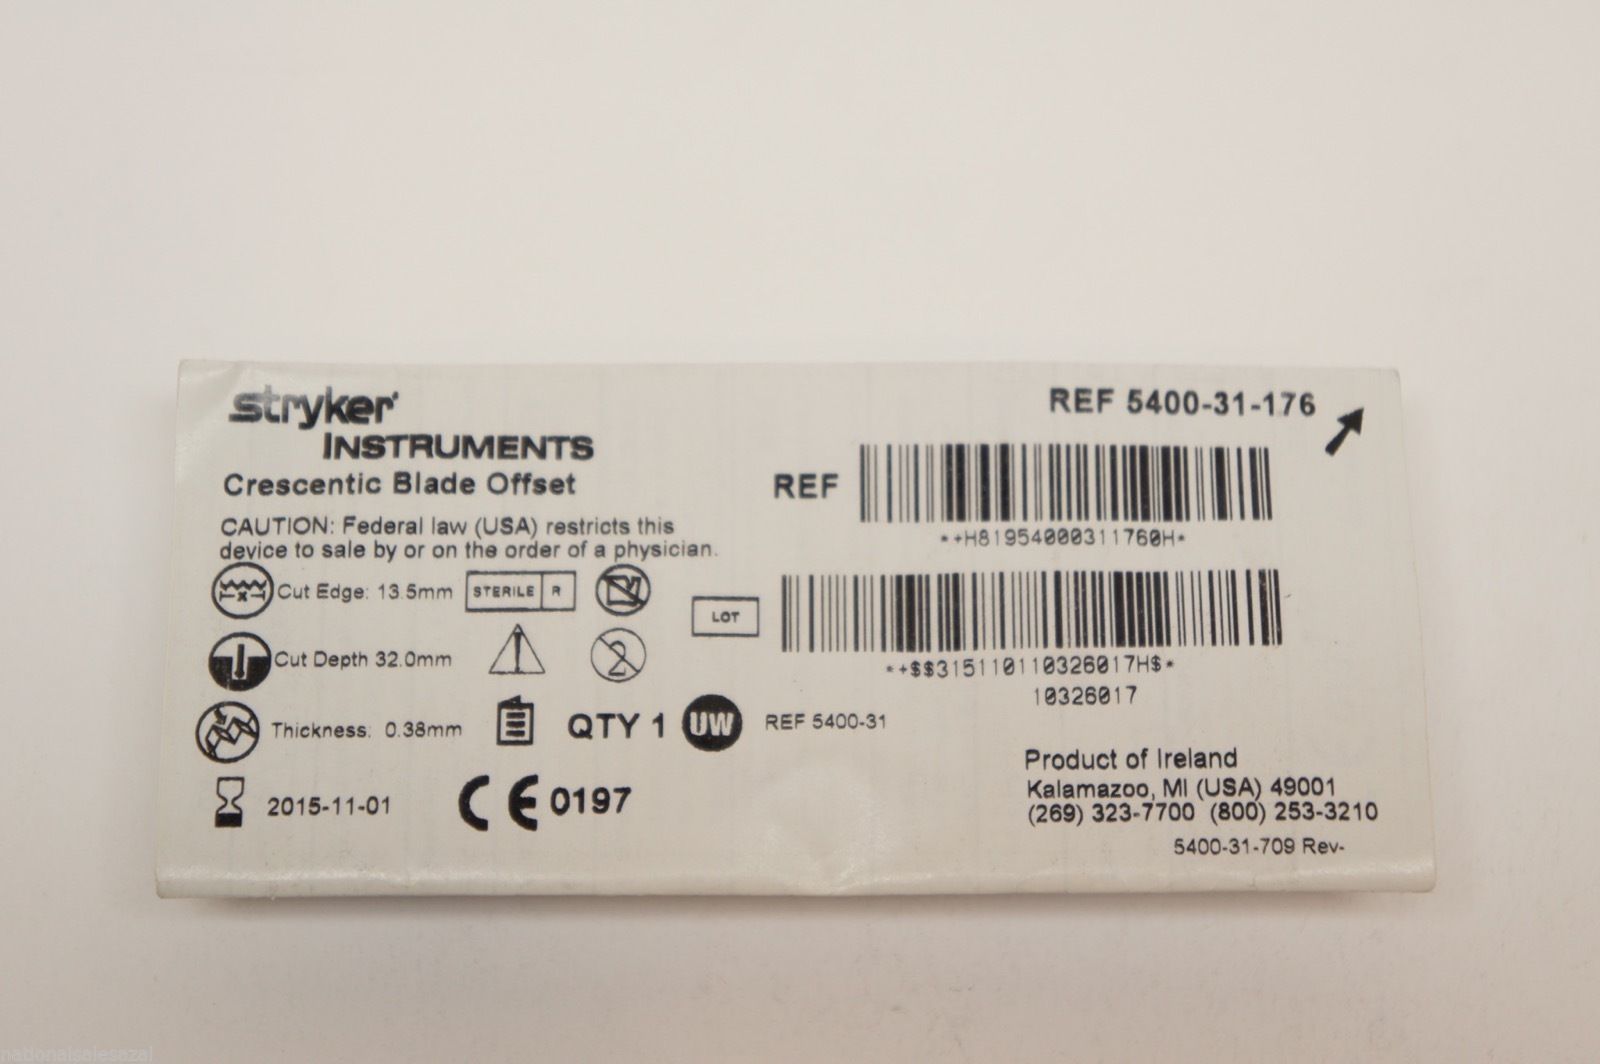 stryker
INSTRUMENTS
Crescentic Blade Offset
CAUTION: Federal law (USA) restricts this
device to sale by or on the order of a physician.
Cut Edge: 13.5mm
STERILE R
Cut Depth 32.0mm
2
Thickness: 0.38mm
QTY 1
UW
REF 5400-31
2015-11-01
CE 0197
REF 5400-31-176
REF
*+H81954000311760H*
LOT
*+$$315110110326017H$*
10326017
Product of Ireland
Kalamazoo, MI (USA) 49001
(269) 323-7700 (800) 253-3210
5400-31-709 Rev-
nationalsalesazal